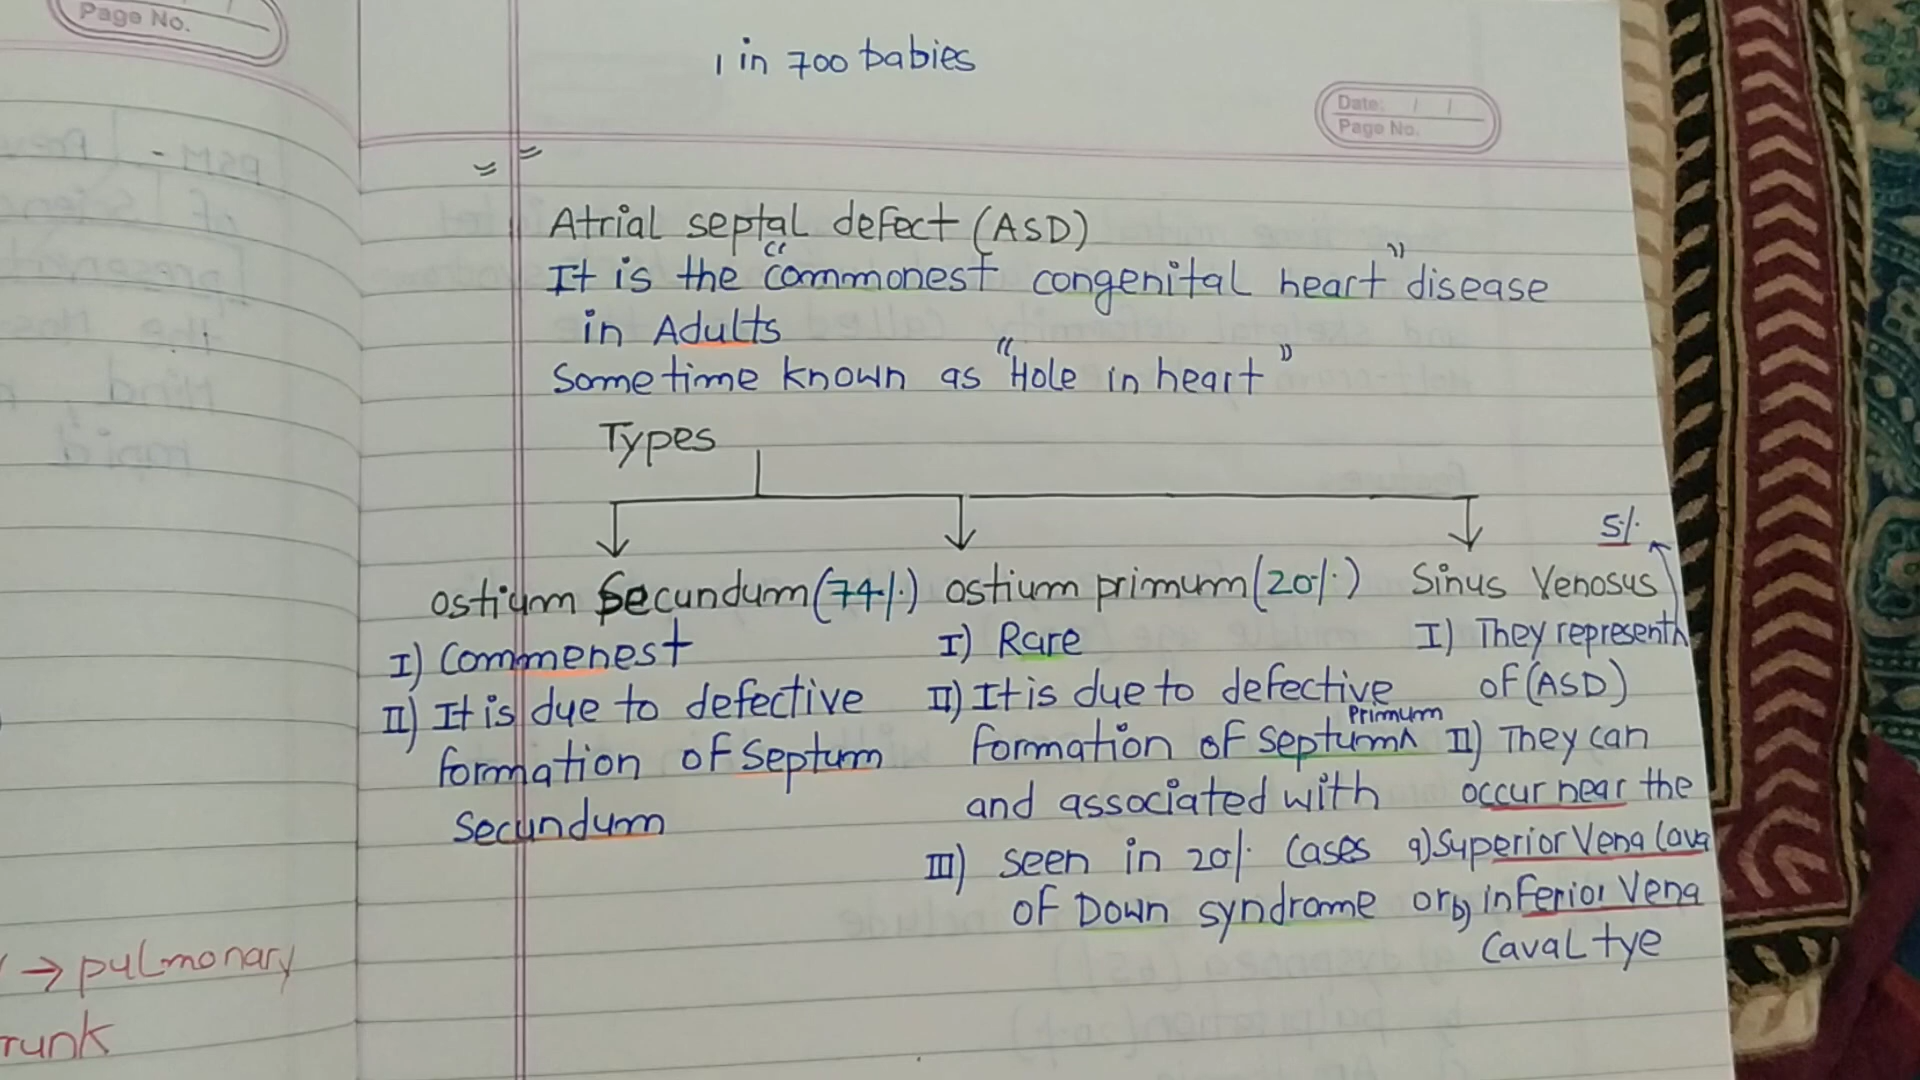 Page No.
1 in 700 babies
Date: / /
Page No.
Atrial septal defect (ASD)
It is the "commonest congenital heart" disease
in Adults
Sometime known as "Hole in heart"
Types
5%
ostium Secundum (74%) ostium primum (20%) Sinus Venosus
I) Commenest
II) It is due to defective
formation of Septum
Secundum
I) Rare
II) It is due to defective
formation of septum primum
and associated with
III) seen in 20% cases
of Down syndrome
I) They represent
of (ASD)
II) They can
occur near the
a) Superior Vena Cava
or b) inferior Vena
Caval tye
→ pulmonary
runk